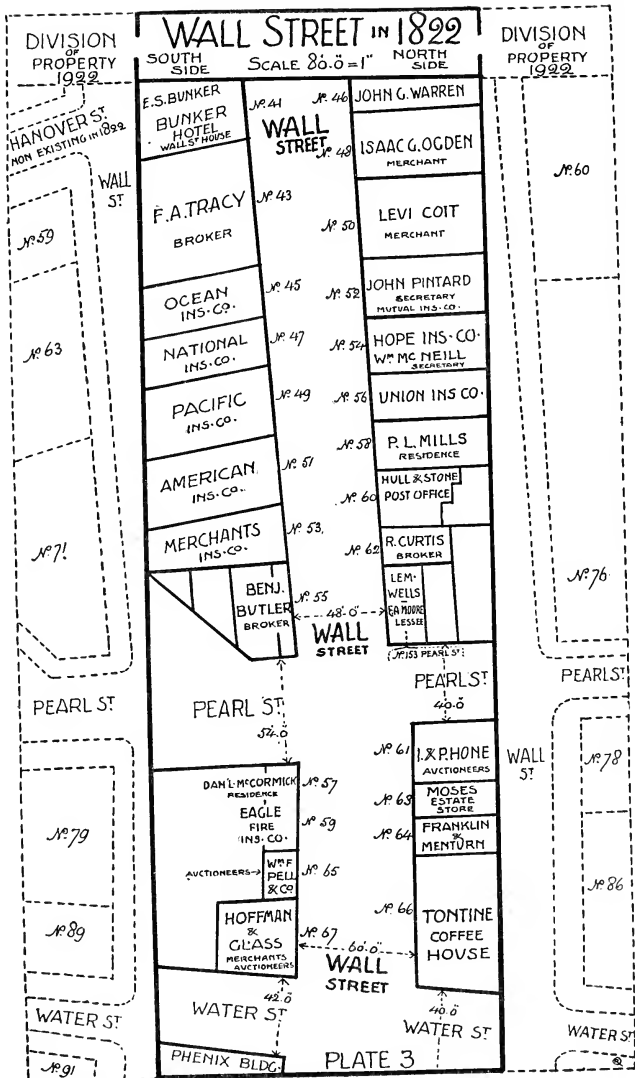 WALL STREET IN 1822
SOUTH SIDE
SCALE 80.0̈=1"
NORTH SIDE
DIVISION
OF
PROPERTY
1922
HANOVER ST.
NON EXISTING IN 1822
WALL
ST.
No. 59
No. 63
No. 71
PEARL ST.
No. 79
No. 89
WATER ST.
No. 91
E. S. BUNKER
BUNKER
HOTEL
WALL ST HOUSE
No. 41
F. A. TRACY
BROKER
No. 43
OCEAN
INS. CO.
No. 45
NATIONAL
INS. CO.
No. 47
PACIFIC
INS. CO.
No. 49
AMERICAN
INS. CO.
No. 51
MERCHANTS
INS. CO.
No. 53
BENJ.
BUTLER
BROKER
No. 55
WALL
STREET
48.0̈
WALL
STREET
No. 46
JOHN G. WARREN
No. 48
ISAAC G. OGDEN
MERCHANT
No. 50
LEVI COIT
MERCHANT
No. 52
JOHN PINTARD
SECRETARY
MUTUAL INS. CO.
No. 54
HOPE INS. CO.
WM MC NEILL
SECRETARY
No. 56
UNION INS CO.
No. 58
P. L. MILLS
RESIDENCE
No. 60
HULL & STONE
POST OFFICE
No. 62
R. CURTIS
BROKER
LEM.
WELLS
E.A. MOORE
LESSEE
(No. 153 PEARL ST)
PEARL ST.
54.0̈
PEARL ST.
40.0̈
DAN'L McCORMICK
RESIDENCE
No. 57
EAGLE
FIRE
INS. CO.
No. 59
AUCTIONEERS→
WM F
PELL
& CO
No. 65
HOFFMAN
&
GLASS
MERCHANTS
AUCTIONEERS
No. 67
No. 61
I. & P. HONE
AUCTIONEERS
No. 63
MOSES
ESTATE
STORE
No. 64
FRANKLIN
&
MENTURN
No. 66
TONTINE
COFFEE
HOUSE
60.0̈
WALL
STREET
WATER ST.
42.0̈
WATER ST.
40.0̈
PHENIX BLDG.
PLATE 3
DIVISION
OF
PROPERTY
1922
No. 60
No. 76
PEARL ST.
WALL
ST.
No. 78
No. 86
WATER ST.